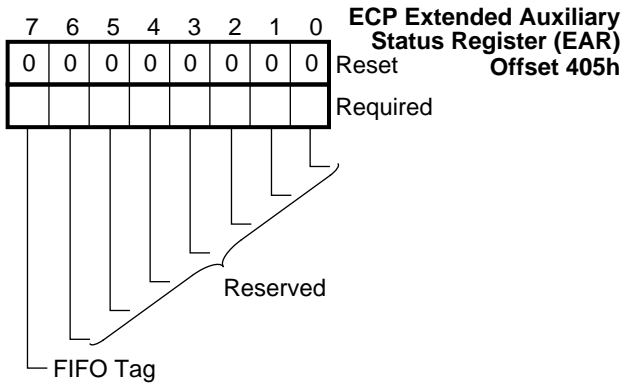 ECP Extended Auxiliary
Status Register (EAR)
Offset 405h
7 6 5 4 3 2 1 0
0 0 0 0 0 0 0 0 Reset
Required
Reserved
FIFO Tag